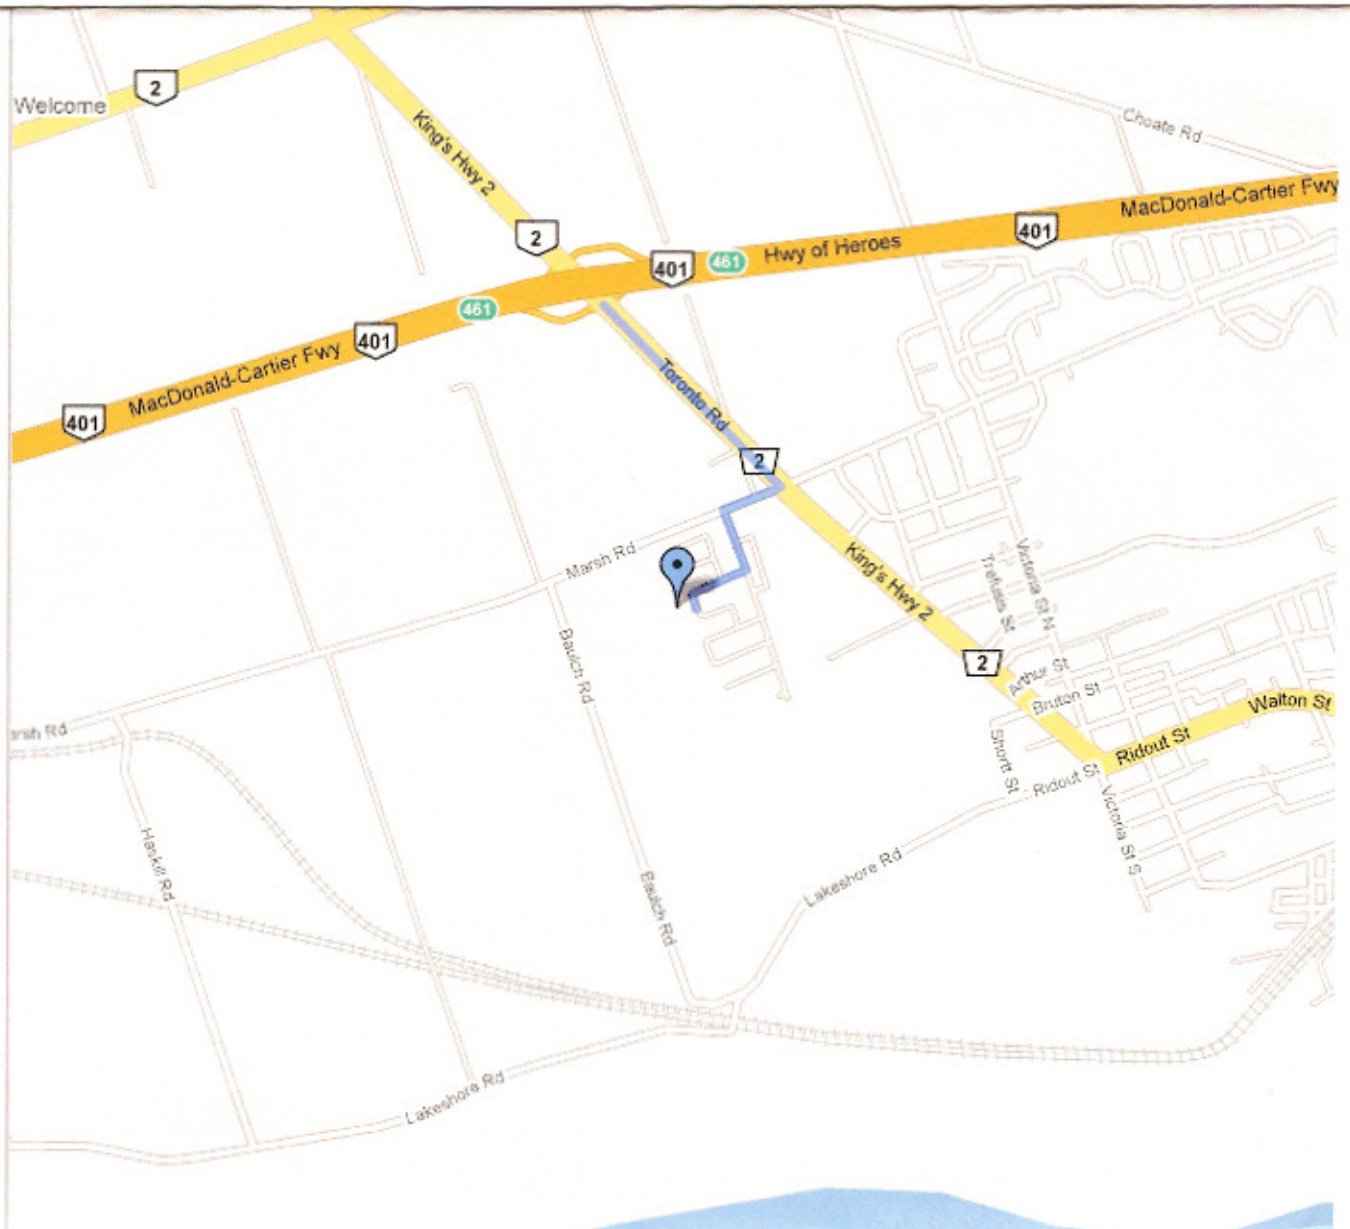 2
Welcome
King's Hwy 2
Choate Rd
MacDonald-Cartier Fwy
2
401
461
Hwy of Heroes
401
461
401
MacDonald-Cartier Fwy
401
Toronto Rd
2
Marsh Rd
King's Hwy 2
Trefusis St
Victoria St N
Baulch Rd
2
Arthur St
Bruton St
Walton St
Ridout St
Shortt St
Ridout St
Victoria St S
Haskill Rd
Baulch Rd
Lakeshore Rd
Lakeshore Rd